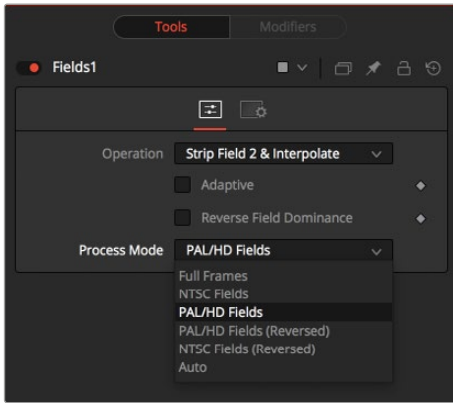 Tools
Modifiers
Fields1
Operation
Strip Field 2 & Interpolate
Adaptive
Reverse Field Dominance
Process Mode
PAL/HD Fields
Full Frames
NTSC Fields
PAL/HD Fields
PAL/HD Fields (Reversed)
NTSC Fields (Reversed)
Auto